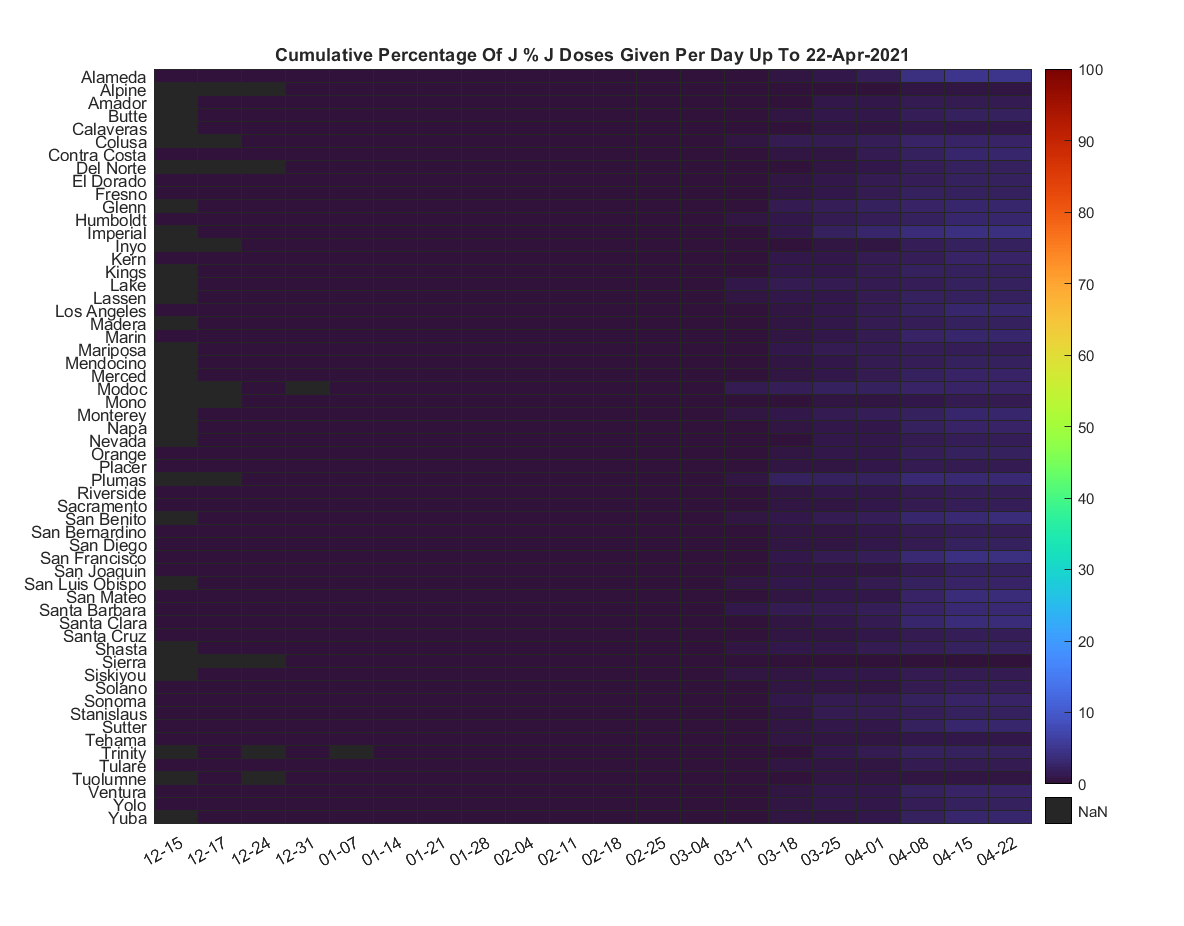 Cumulative Percentage Of J % J Doses Given Per Day Up To 22-Apr-2021
Alameda
Alpine
Amador
Butte
Calaveras
Colusa
Contra Costa
Del Norte
El Dorado
Fresno
Glenn
Humboldt
Imperial
Inyo
Kern
Kings
Lake
Lassen
Los Angeles
Madera
Marin
Mariposa
Mendocino
Merced
Modoc
Mono
Monterey
Napa
Nevada
Orange
Placer
Plumas
Riverside
Sacramento
San Benito
San Bernardino
San Diego
San Francisco
San Joaquin
San Luis Obispo
San Mateo
Santa Barbara
Santa Clara
Santa Cruz
Shasta
Sierra
Siskiyou
Solano
Sonoma
Stanislaus
Sutter
Tehama
Trinity
Tulare
Tuolumne
Ventura
Yolo
Yuba
12-15 12-17 12-24 12-31 01-07 01-14 01-21 01-28 02-04 02-11 02-18 02-25 03-04 03-11 03-18 03-25 04-01 04-08 04-15 04-22
100
90
80
70
60
50
40
30
20
10
0
NaN